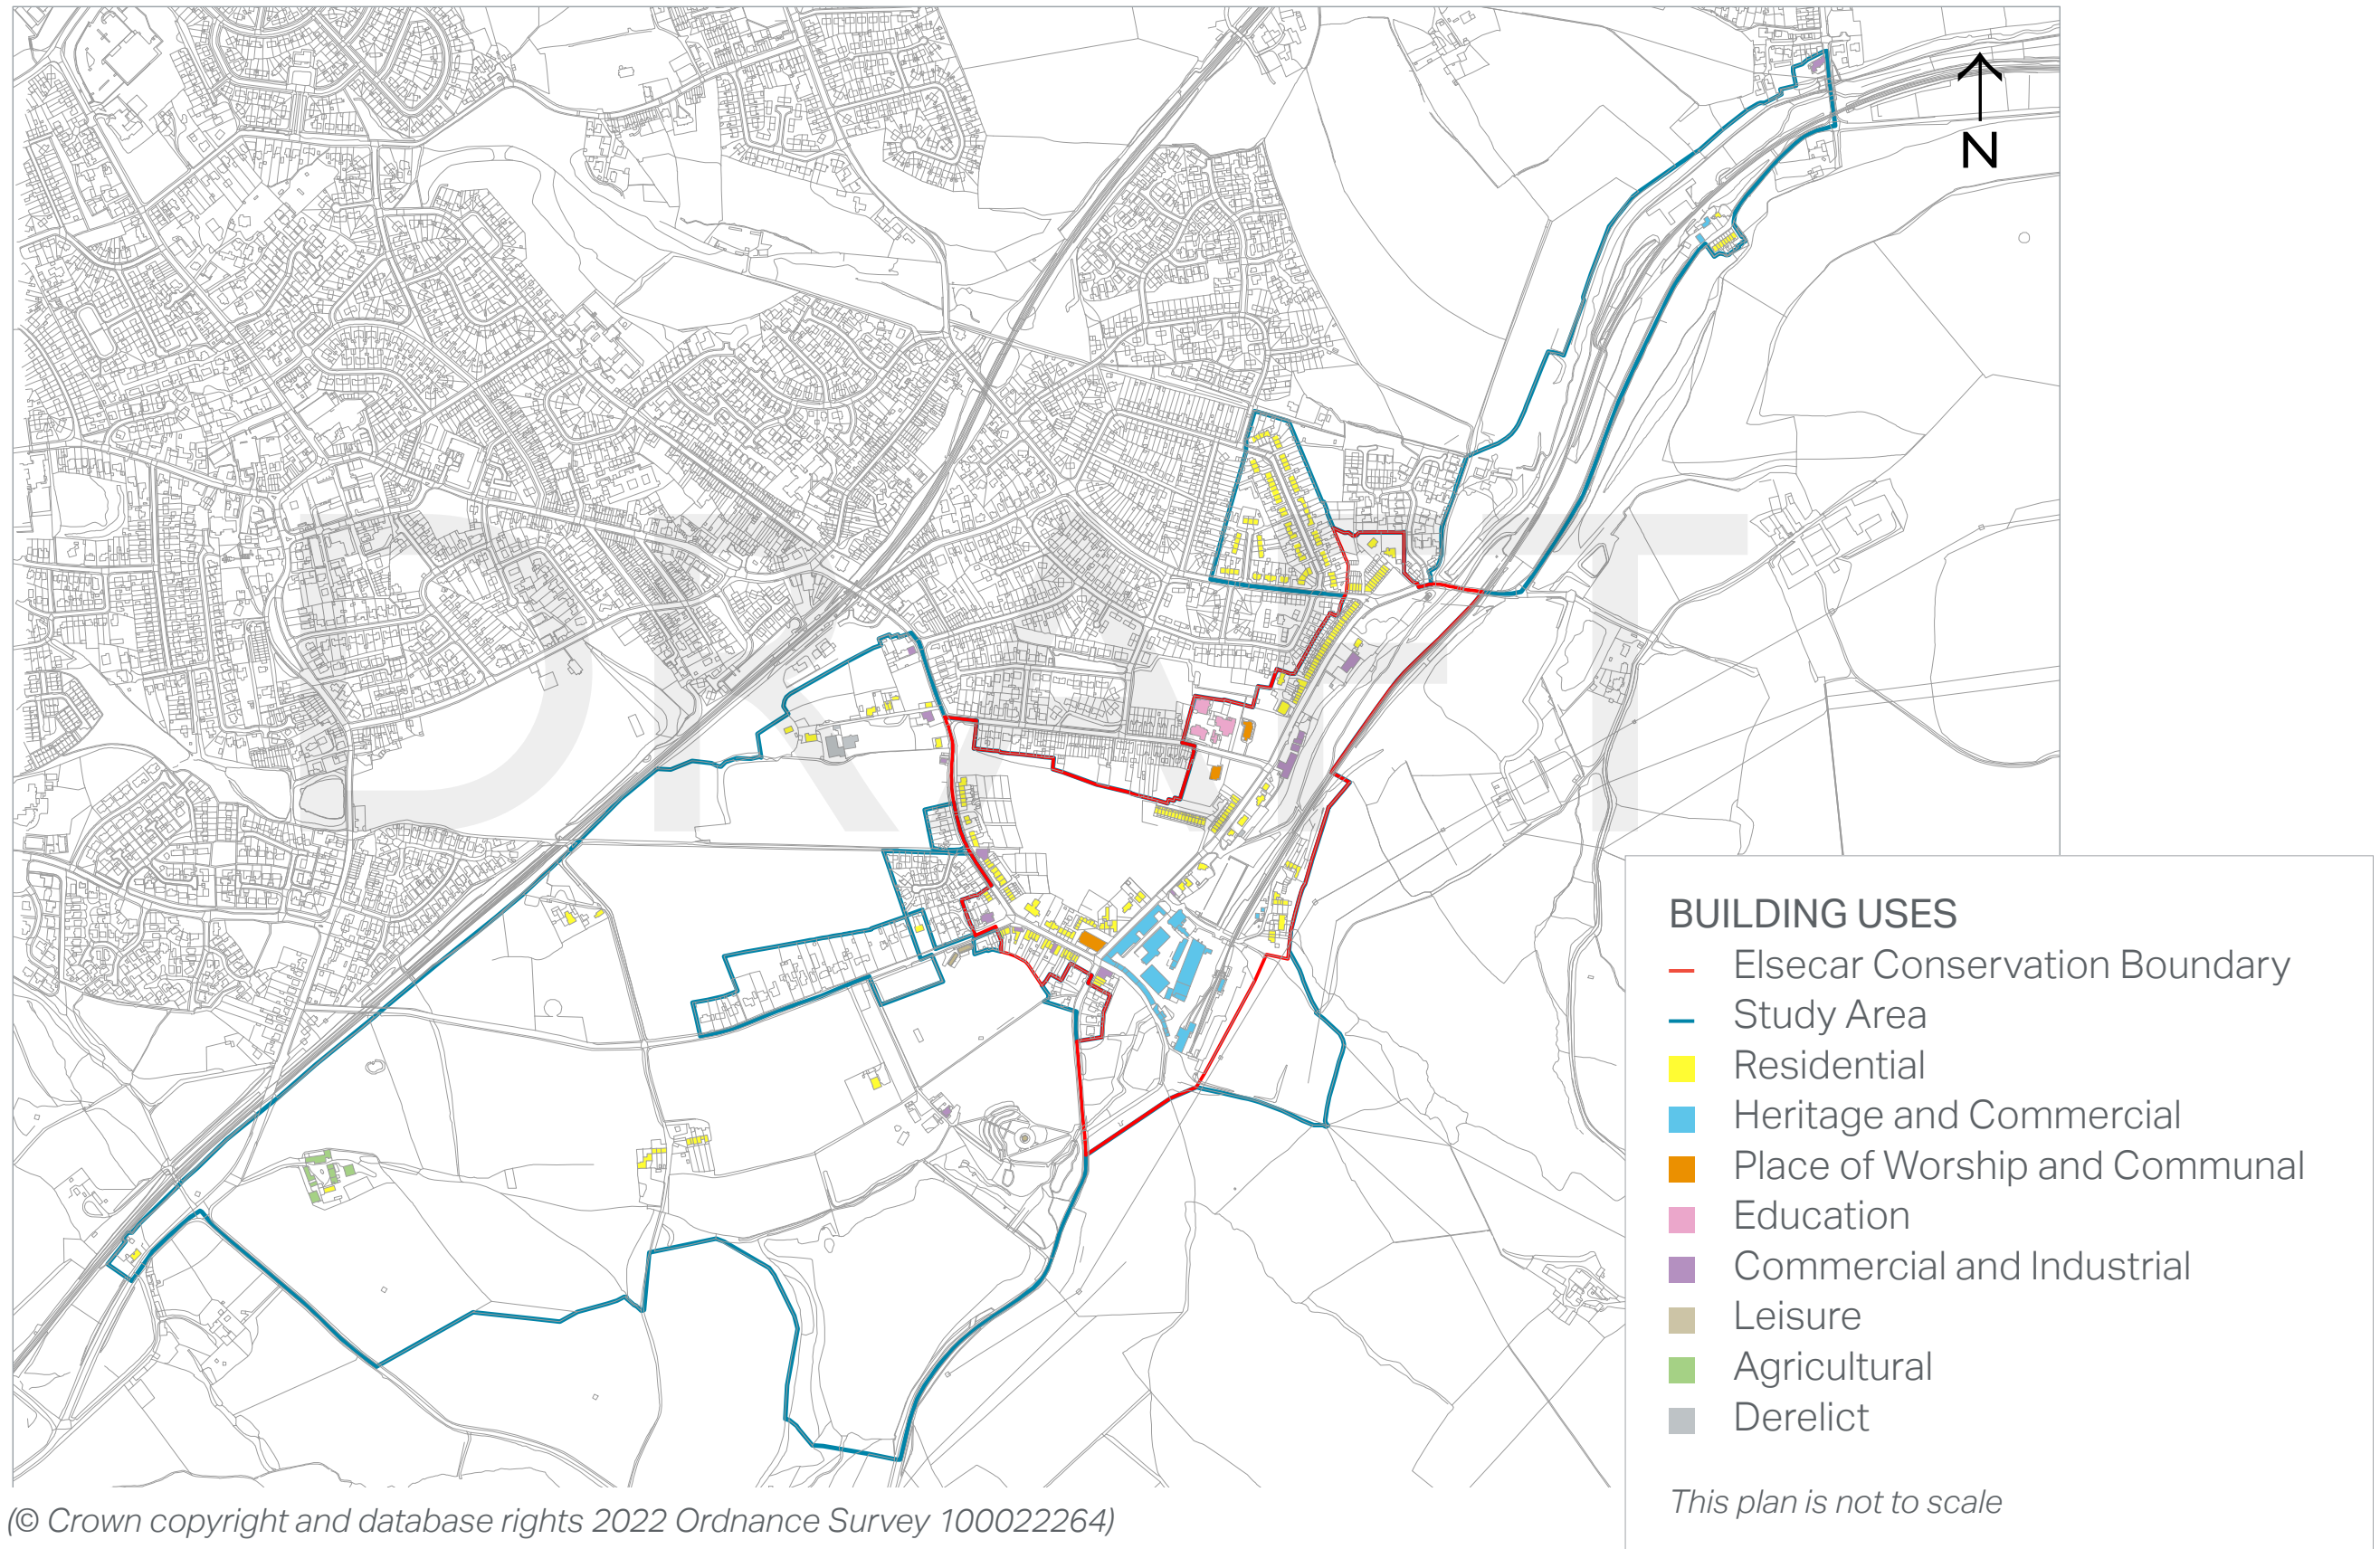 DRAFT
N
BUILDING USES
Elsecar Conservation Boundary
Study Area
Residential
Heritage and Commercial
Place of Worship and Communal
Education
Commercial and Industrial
Leisure
Agricultural
Derelict
This plan is not to scale
(© Crown copyright and database rights 2022 Ordnance Survey 100022264)